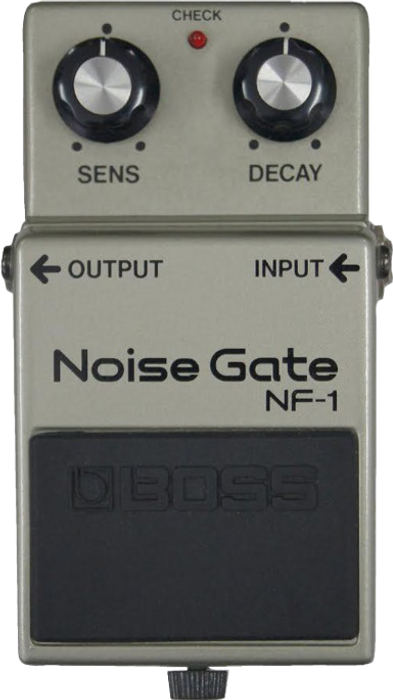 CHECK
SENS DECAY
OUTPUT INPUT
Noise Gate
NF-1
BOSS